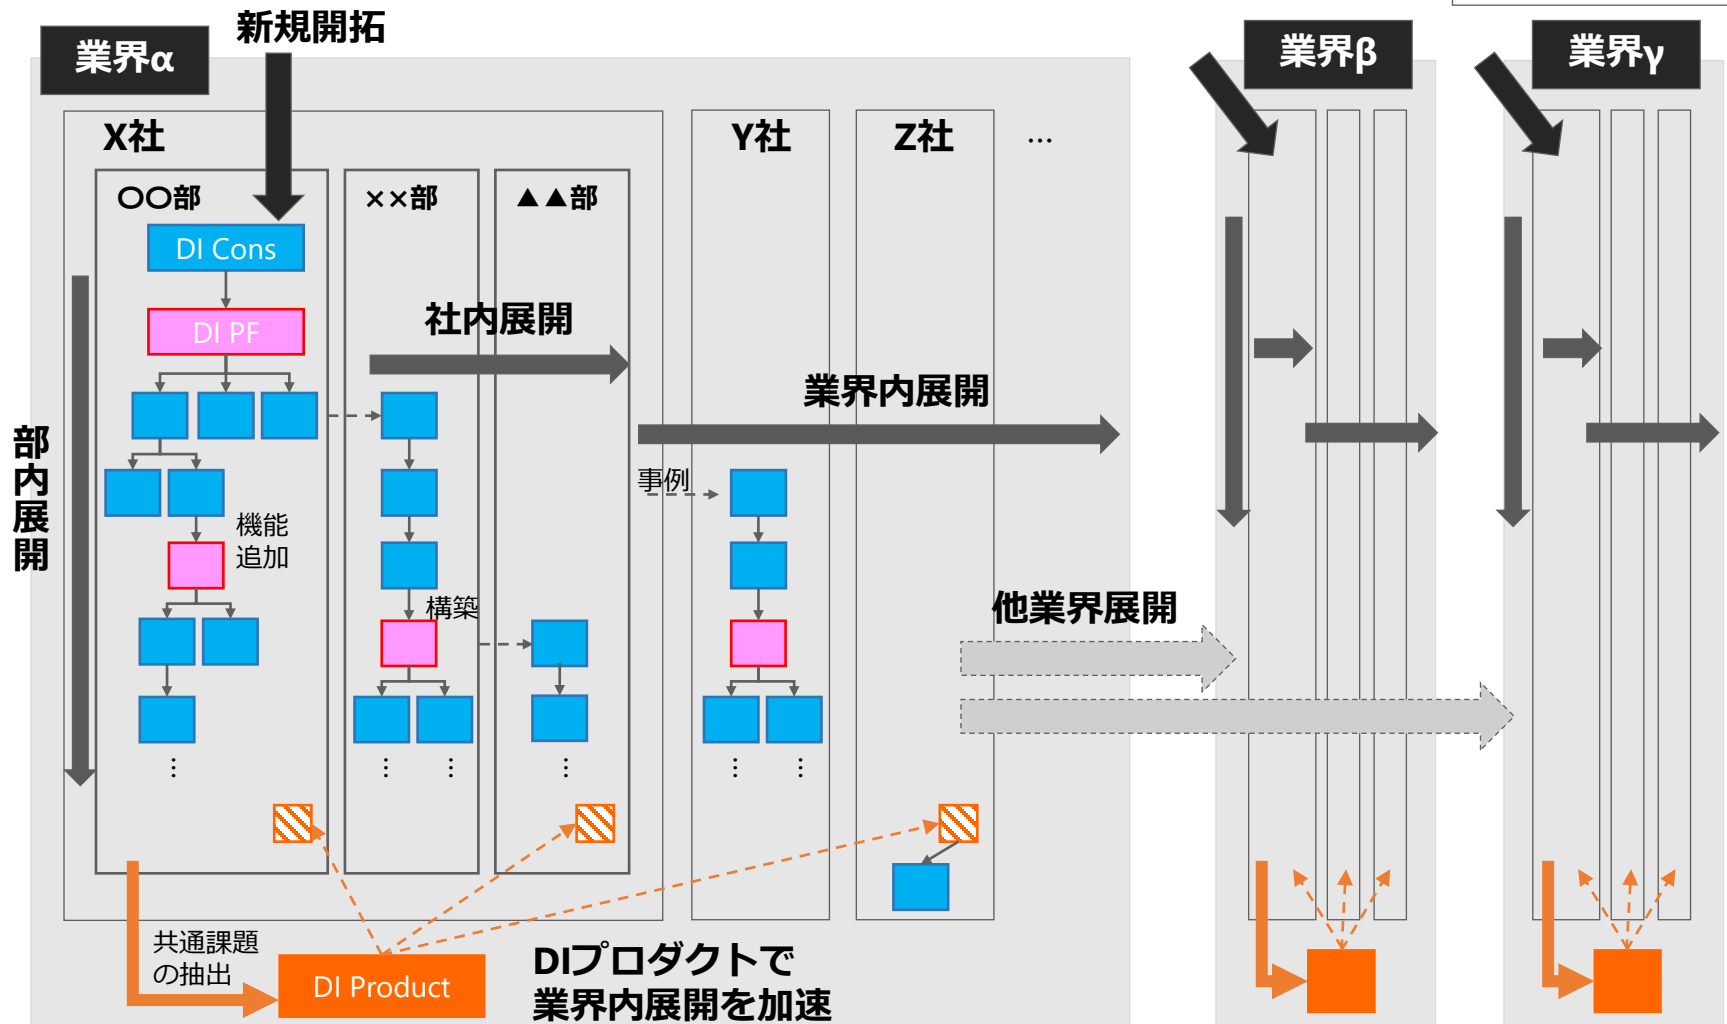 新規開拓
業界α
業界β
業界γ
X社
Y社
Z社
…
〇〇部
××部
▲▲部
DI Cons
DI PF
社内展開
業界内展開
部内展開
事例
機能
追加
構築
他業界展開
…
…
…
…
…
…
共通課題
の抽出
DI Product
DIプロダクトで
業界内展開を加速